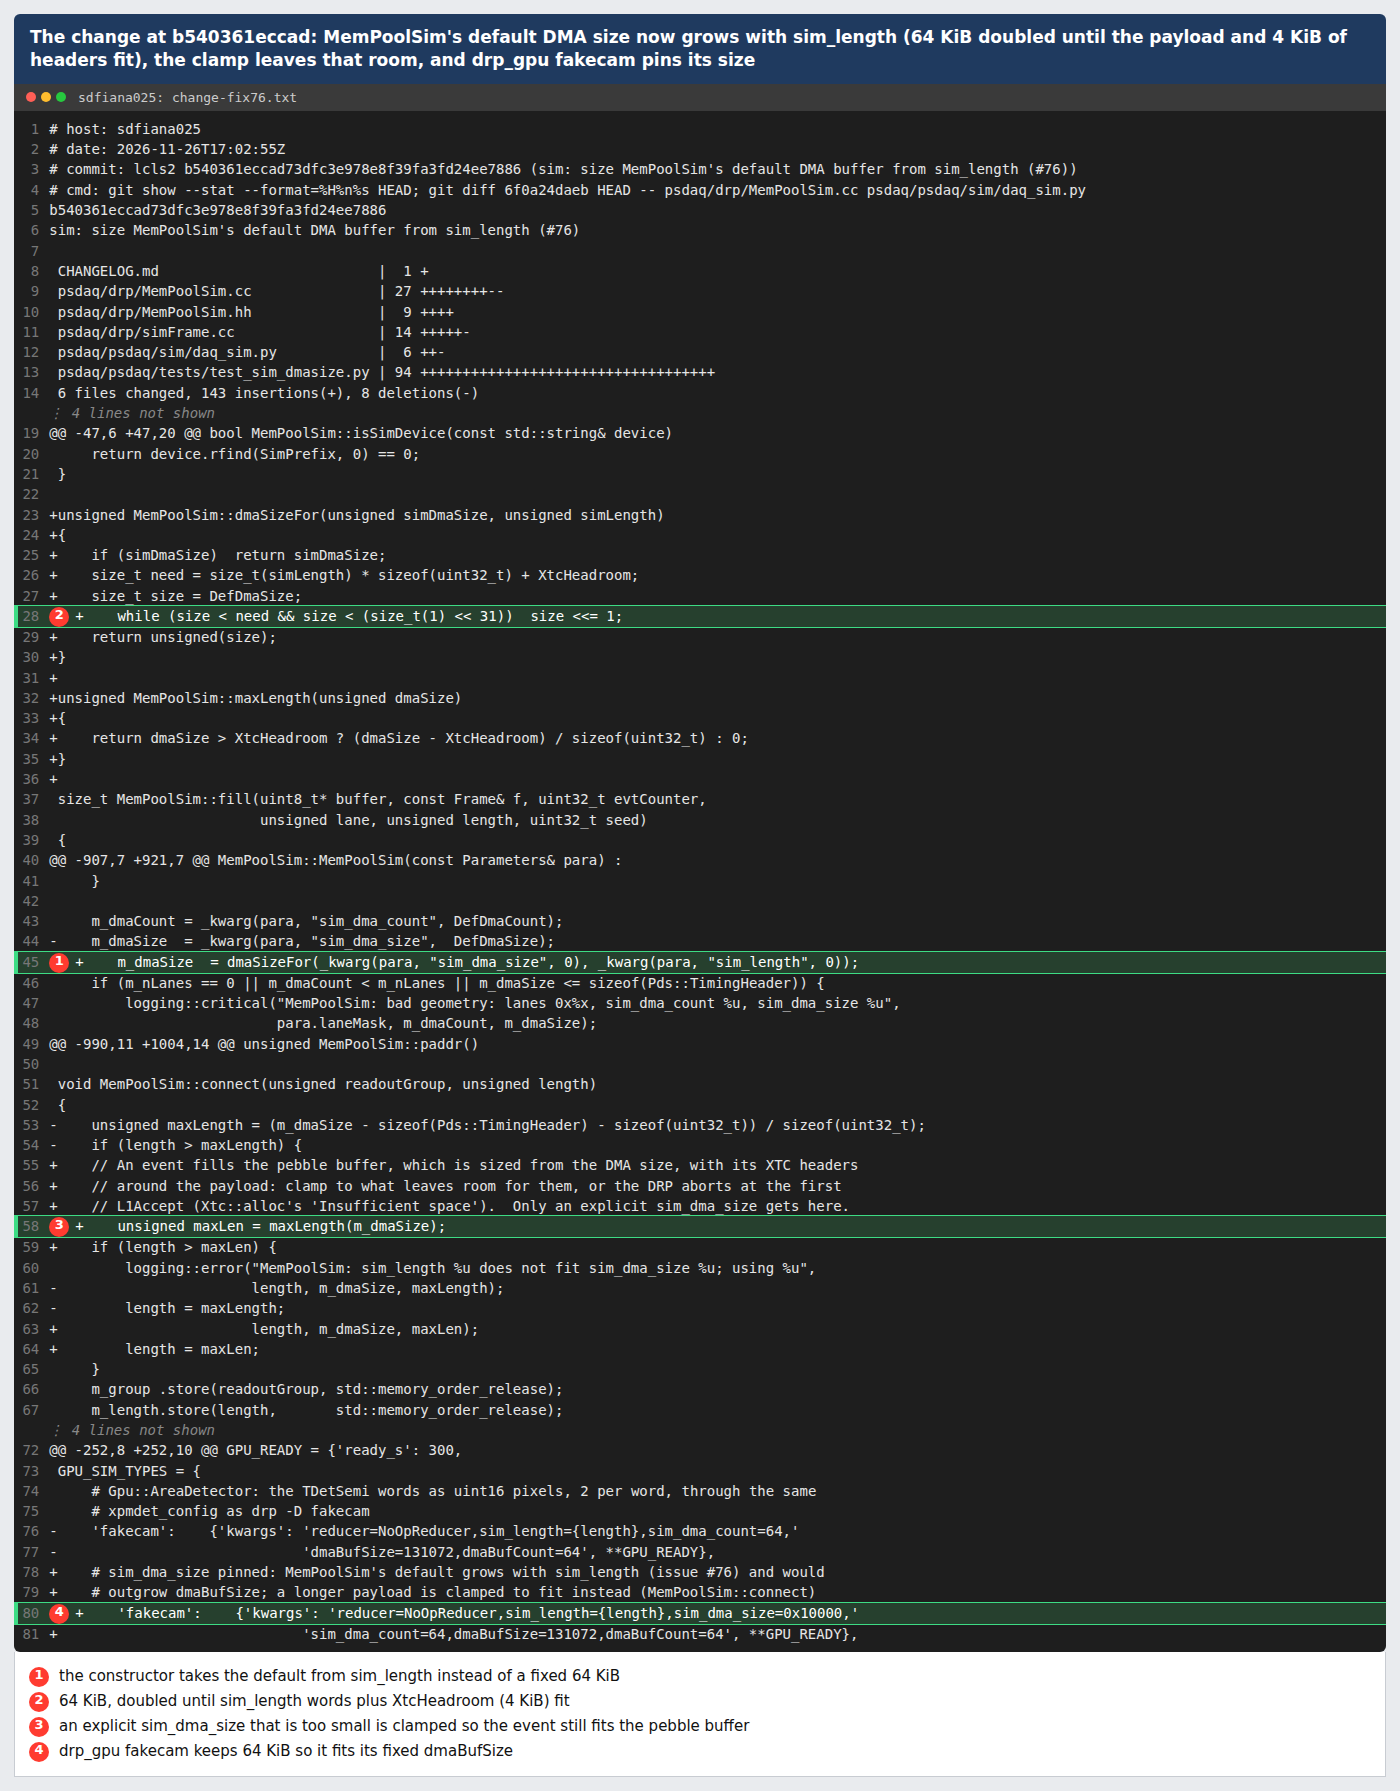 The change at b540361eccad: MemPoolSim's default DMA size now grows with sim_length (64 KiB doubled until the payload and 4 KiB of
headers fit), the clamp leaves that room, and drp_gpu fakecam pins its size
sdfiana025: change-fix76.txt
1 # host: sdfiana025
2 # date: 2026-11-26T17:02:55Z
3 # commit: lcls2 b540361eccad73dfc3e978e8f39fa3fd24ee7886 (sim: size MemPoolSim's default DMA buffer from sim_length (#76))
4 # cmd: git show --stat --format=%H%n%s HEAD; git diff 6f0a24daeb HEAD -- psdaq/drp/MemPoolSim.cc psdaq/psdaq/sim/daq_sim.py
5 b540361eccad73dfc3e978e8f39fa3fd24ee7886
6 sim: size MemPoolSim's default DMA buffer from sim_length (#76)
7
8  CHANGELOG.md                          |  1 +
9  psdaq/drp/MemPoolSim.cc               | 27 ++++++++--
10  psdaq/drp/MemPoolSim.hh               |  9 ++++
11  psdaq/drp/simFrame.cc                 | 14 +++++-
12  psdaq/psdaq/sim/daq_sim.py            |  6 ++-
13  psdaq/psdaq/tests/test_sim_dmasize.py | 94 +++++++++++++++++++++++++++++++++++
14  6 files changed, 143 insertions(+), 8 deletions(-)
⋮ 4 lines not shown
19 @@ -47,6 +47,20 @@ bool MemPoolSim::isSimDevice(const std::string& device)
20      return device.rfind(SimPrefix, 0) == 0;
21  }
22
23 +unsigned MemPoolSim::dmaSizeFor(unsigned simDmaSize, unsigned simLength)
24 +{
25 +    if (simDmaSize)  return simDmaSize;
26 +    size_t need = size_t(simLength) * sizeof(uint32_t) + XtcHeadroom;
27 +    size_t size = DefDmaSize;
28 2 +    while (size < need && size < (size_t(1) << 31))  size <<= 1;
29 +    return unsigned(size);
30 +}
31 +
32 +unsigned MemPoolSim::maxLength(unsigned dmaSize)
33 +{
34 +    return dmaSize > XtcHeadroom ? (dmaSize - XtcHeadroom) / sizeof(uint32_t) : 0;
35 +}
36 +
37  size_t MemPoolSim::fill(uint8_t* buffer, const Frame& f, uint32_t evtCounter,
38                          unsigned lane, unsigned length, uint32_t seed)
39  {
40 @@ -907,7 +921,7 @@ MemPoolSim::MemPoolSim(const Parameters& para) :
41      }
42
43      m_dmaCount = _kwarg(para, "sim_dma_count", DefDmaCount);
44 -    m_dmaSize  = _kwarg(para, "sim_dma_size",  DefDmaSize);
45 1 +    m_dmaSize  = dmaSizeFor(_kwarg(para, "sim_dma_size", 0), _kwarg(para, "sim_length", 0));
46      if (m_nLanes == 0 || m_dmaCount < m_nLanes || m_dmaSize <= sizeof(Pds::TimingHeader)) {
47          logging::critical("MemPoolSim: bad geometry: lanes 0x%x, sim_dma_count %u, sim_dma_size %u",
48                            para.laneMask, m_dmaCount, m_dmaSize);
49 @@ -990,11 +1004,14 @@ unsigned MemPoolSim::paddr()
50
51  void MemPoolSim::connect(unsigned readoutGroup, unsigned length)
52  {
53 -    unsigned maxLength = (m_dmaSize - sizeof(Pds::TimingHeader) - sizeof(uint32_t)) / sizeof(uint32_t);
54 -    if (length > maxLength) {
55 +    // An event fills the pebble buffer, which is sized from the DMA size, with its XTC headers
56 +    // around the payload: clamp to what leaves room for them, or the DRP aborts at the first
57 +    // L1Accept (Xtc::alloc's 'Insufficient space').  Only an explicit sim_dma_size gets here.
58 3 +    unsigned maxLen = maxLength(m_dmaSize);
59 +    if (length > maxLen) {
60          logging::error("MemPoolSim: sim_length %u does not fit sim_dma_size %u; using %u",
61 -                       length, m_dmaSize, maxLength);
62 -        length = maxLength;
63 +                       length, m_dmaSize, maxLen);
64 +        length = maxLen;
65      }
66      m_group .store(readoutGroup, std::memory_order_release);
67      m_length.store(length,       std::memory_order_release);
⋮ 4 lines not shown
72 @@ -252,8 +252,10 @@ GPU_READY = {'ready_s': 300,
73  GPU_SIM_TYPES = {
74      # Gpu::AreaDetector: the TDetSemi words as uint16 pixels, 2 per word, through the same
75      # xpmdet_config as drp -D fakecam
76 -    'fakecam':    {'kwargs': 'reducer=NoOpReducer,sim_length={length},sim_dma_count=64,'
77 -                             'dmaBufSize=131072,dmaBufCount=64', **GPU_READY},
78 +    # sim_dma_size pinned: MemPoolSim's default grows with sim_length (issue #76) and would
79 +    # outgrow dmaBufSize; a longer payload is clamped to fit instead (MemPoolSim::connect)
80 4 +    'fakecam':    {'kwargs': 'reducer=NoOpReducer,sim_length={length},sim_dma_size=0x10000,'
81 +                             'sim_dma_count=64,dmaBufSize=131072,dmaBufCount=64', **GPU_READY},
1 the constructor takes the default from sim_length instead of a fixed 64 KiB
2 64 KiB, doubled until sim_length words plus XtcHeadroom (4 KiB) fit
3 an explicit sim_dma_size that is too small is clamped so the event still fits the pebble buffer
4 drp_gpu fakecam keeps 64 KiB so it fits its fixed dmaBufSize